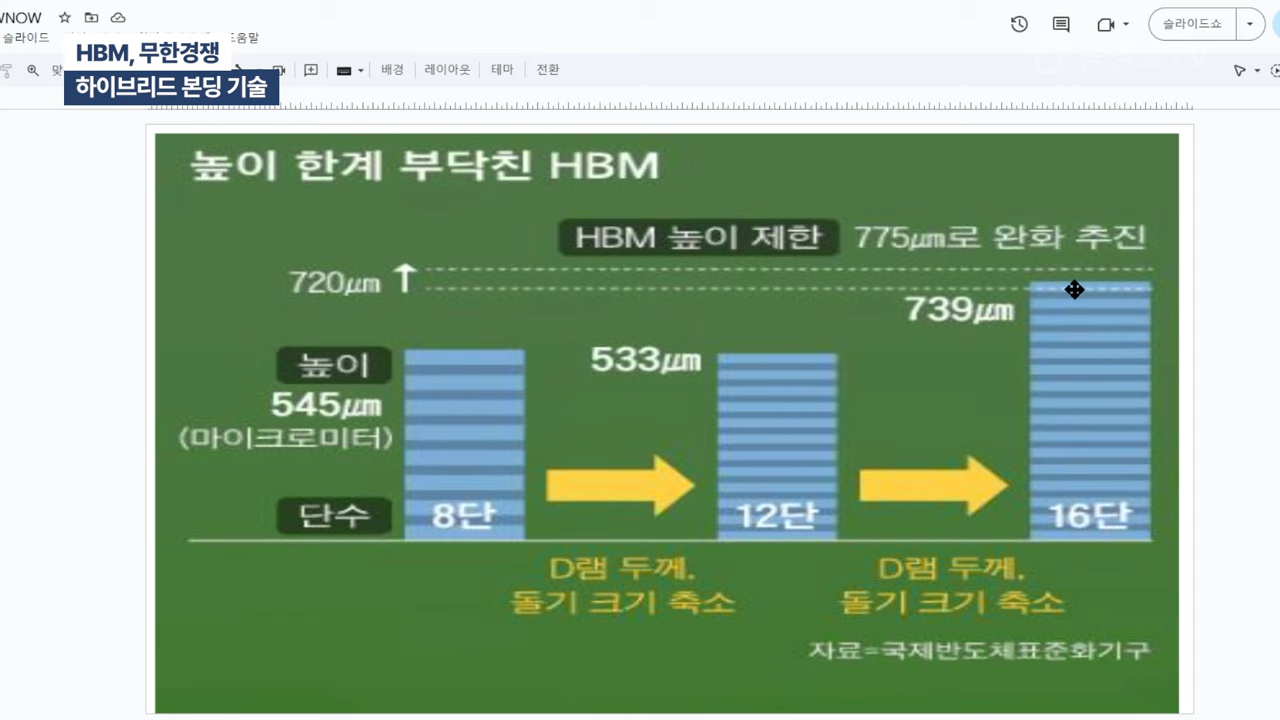 WNOW
슬라이드
도움말
슬라이드쇼
HBM, 무한경쟁
하이브리드 본딩 기술
맞
배경
레이아웃
테마
전환
높이 한계 부닥친 HBM
HBM 높이 제한 775㎛로 완화 추진
720㎛ ↑
739㎛
높이
545㎛
(마이크로미터)
533㎛
단수
8단
12단
16단
D램 두께,
돌기 크기 축소
D램 두께,
돌기 크기 축소
자료=국제반도체표준화기구